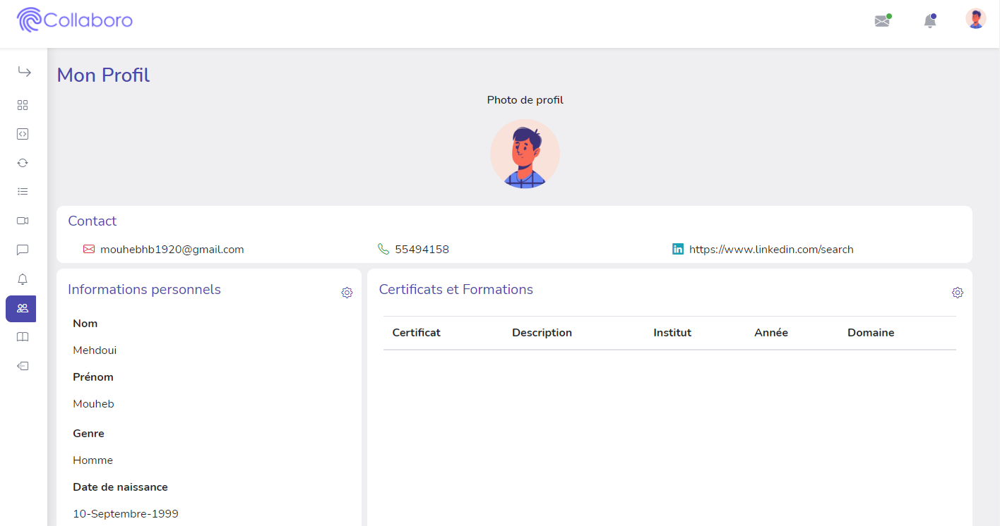 Collaboro
Mon Profil
Photo de profil
Contact
mouhebhb1920@gmail.com
55494158
in https://www.linkedin.com/search
Informations personnels
Nom
Mehdoui
Prénom
Mouheb
Genre
Homme
Date de naissance
10-Septembre-1999
Certificats et Formations
Certificat Description Institut Année Domaine